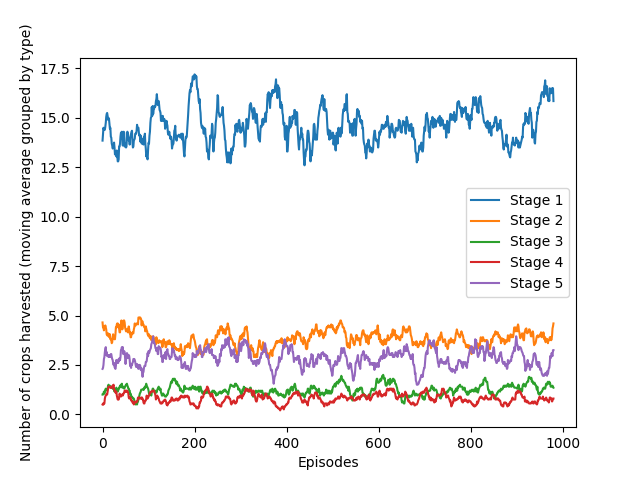 Number of crops harvested (moving average grouped by type)
17.5
15.0
12.5
10.0
7.5
5.0
2.5
0.0
Stage 1
Stage 2
Stage 3
Stage 4
Stage 5
0 200 400 600 800 1000
Episodes